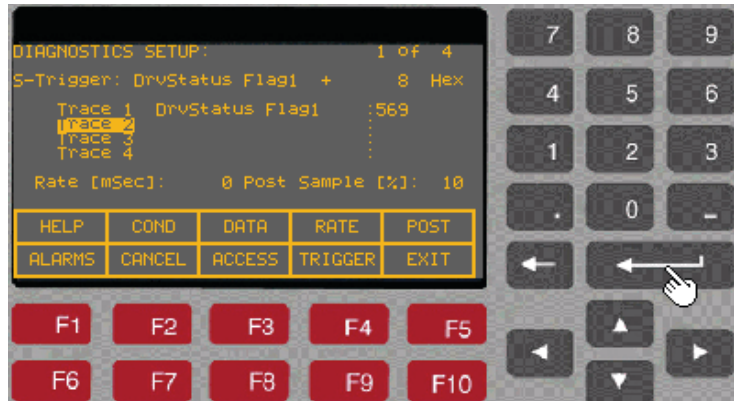 DIAGNOSTICS SETUP: 1 of 4
S-Trigger: DrvStatus Flag1 + 8 Hex
Trace 1 DrvStatus Flag1 :569
Trace 2 :
Trace 3 :
Trace 4 :
Rate [mSec]: 0 Post Sample [%]: 10
HELP COND DATA RATE POST
ALARMS CANCEL ACCESS TRIGGER EXIT
F1 F2 F3 F4 F5
F6 F7 F8 F9 F10
7 8 9
4 5 6
1 2 3
. 0 -